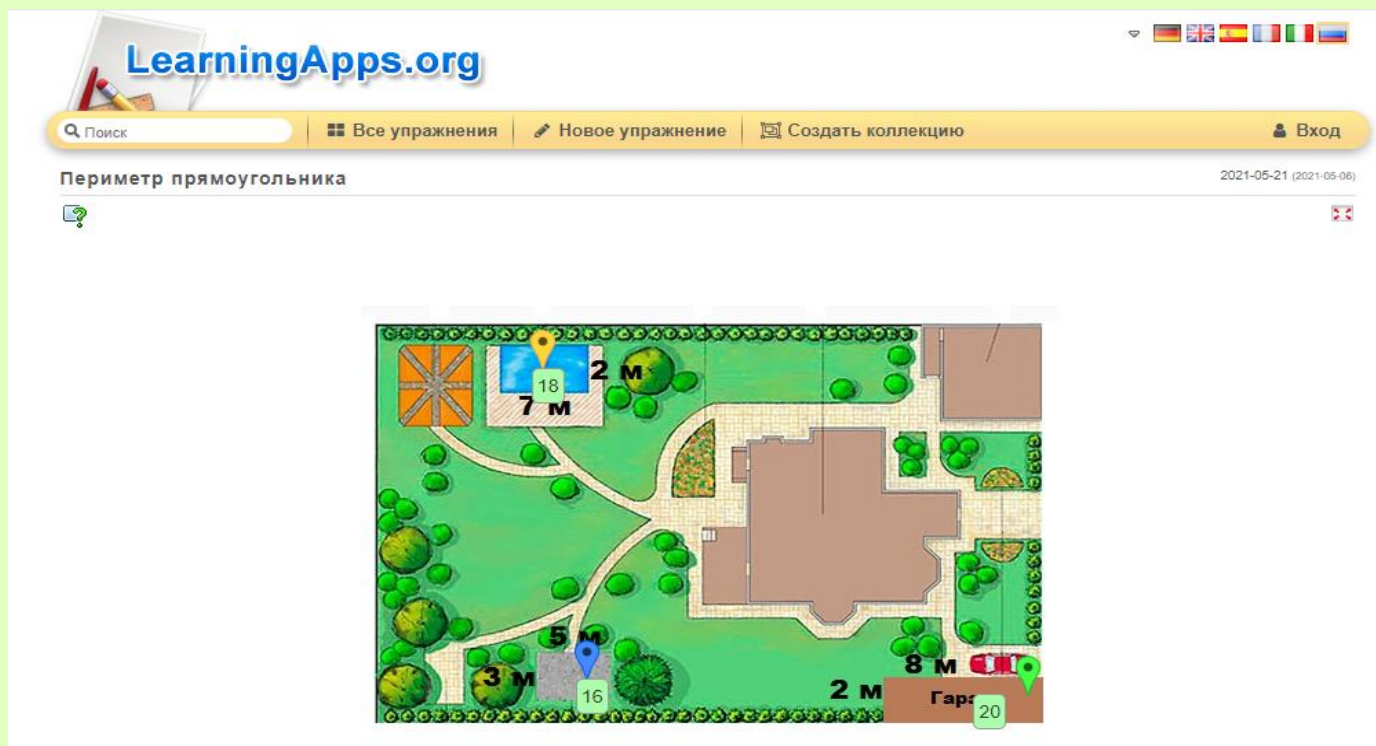 LearningApps.org
Поиск
Все упражнения
Новое упражнение
Создать коллекцию
Вход
Периметр прямоугольника
2021-05-21 (2021-05-06)
2 м
18
7 м
5 м
3 м
16
8 м
2 м
20